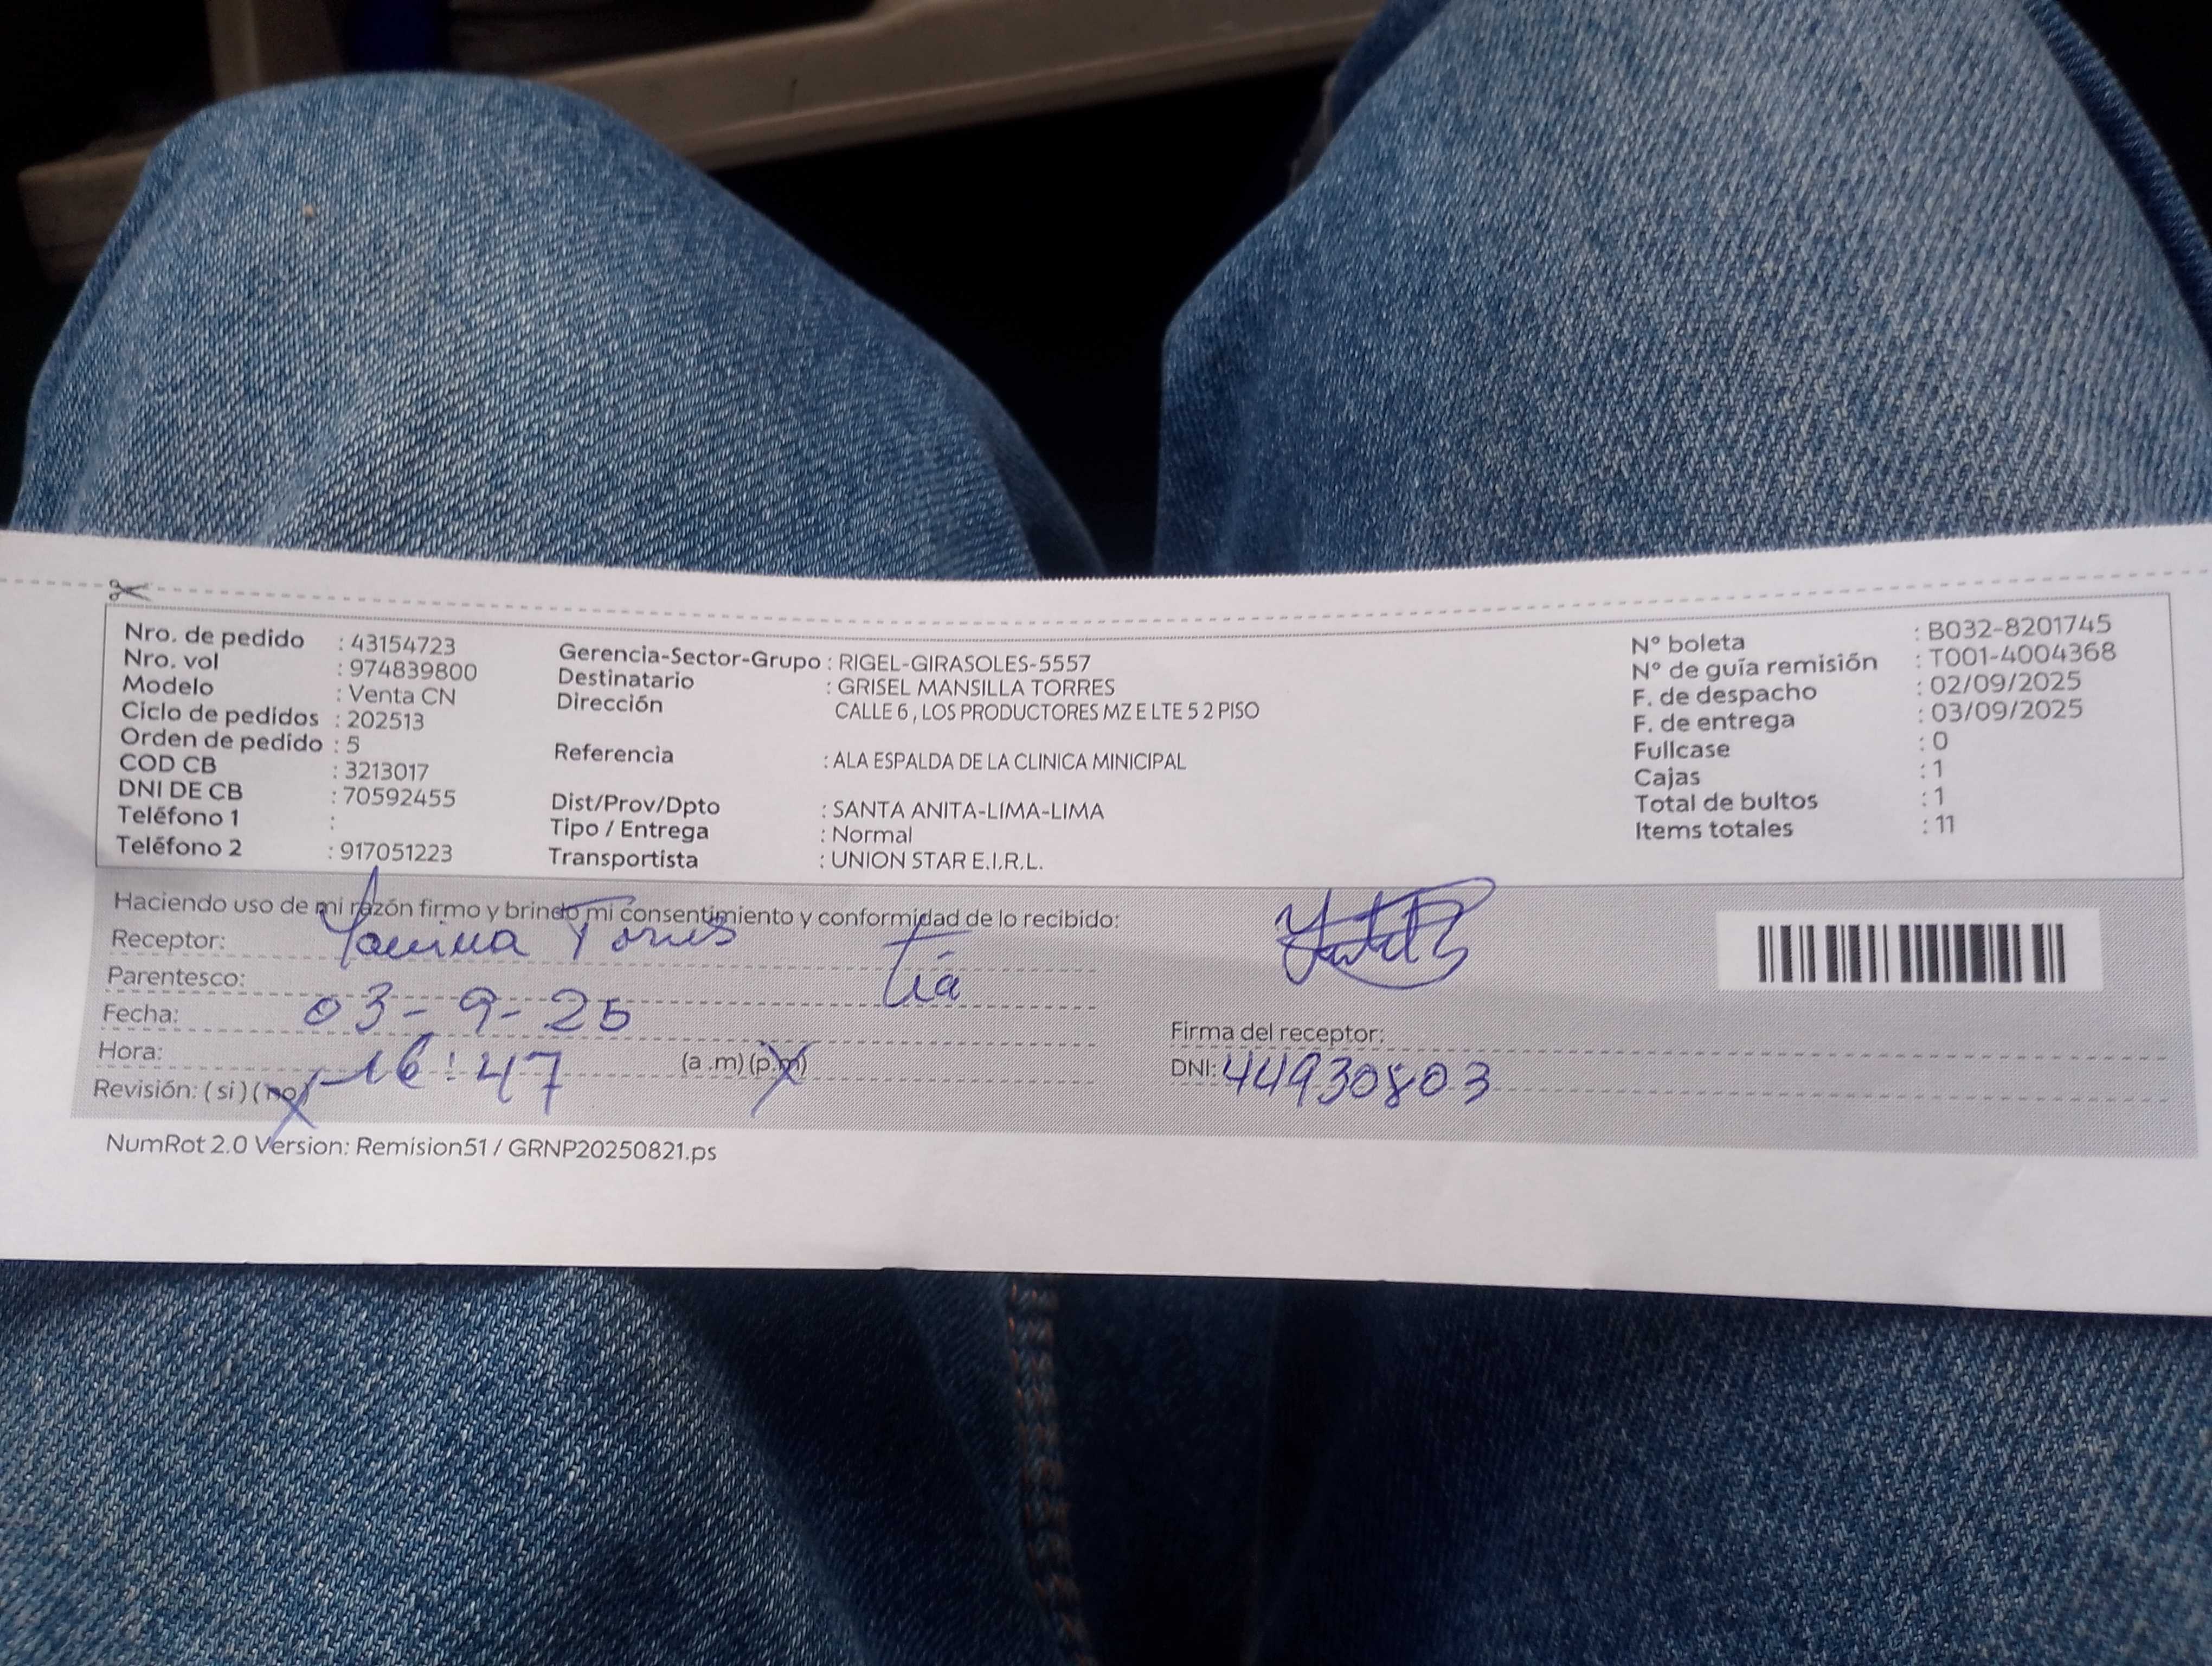 Nro. de pedido : 43154723
Nro. vol : 974839800
Modelo : Venta CN
Ciclo de pedidos : 202513
Orden de pedido : 5
COD CB : 3213017
DNI DE CB : 70592455
Teléfono 1 :
Teléfono 2 : 917051223
Gerencia-Sector-Grupo : RIGEL-GIRASOLES-5557
Destinatario : GRISEL MANSILLA TORRES
Dirección CALLE 6 , LOS PRODUCTORES MZ E LTE 5 2 PISO
Referencia : ALA ESPALDA DE LA CLINICA MINICIPAL
Dist/Prov/Dpto : SANTA ANITA-LIMA-LIMA
Tipo / Entrega : Normal
Transportista : UNION STAR E.I.R.L.
N° boleta : B032-8201745
N° de guía remisión : T001-4004368
F. de despacho : 02/09/2025
F. de entrega : 03/09/2025
Fullcase : 0
Cajas : 1
Total de bultos : 1
Items totales : 11
Haciendo uso de mi razón firmo y brindo mi consentimiento y conformidad de lo recibido:
Receptor: Yanina Torres
Parentesco: Tía
Fecha: 03-9-25
Hora: 16:47 (a .m) (p.m)
Revisión: ( si ) ( no )
Firma del receptor:
DNI: 44930803
NumRot 2.0 Version: Remision51 / GRNP20250821.ps